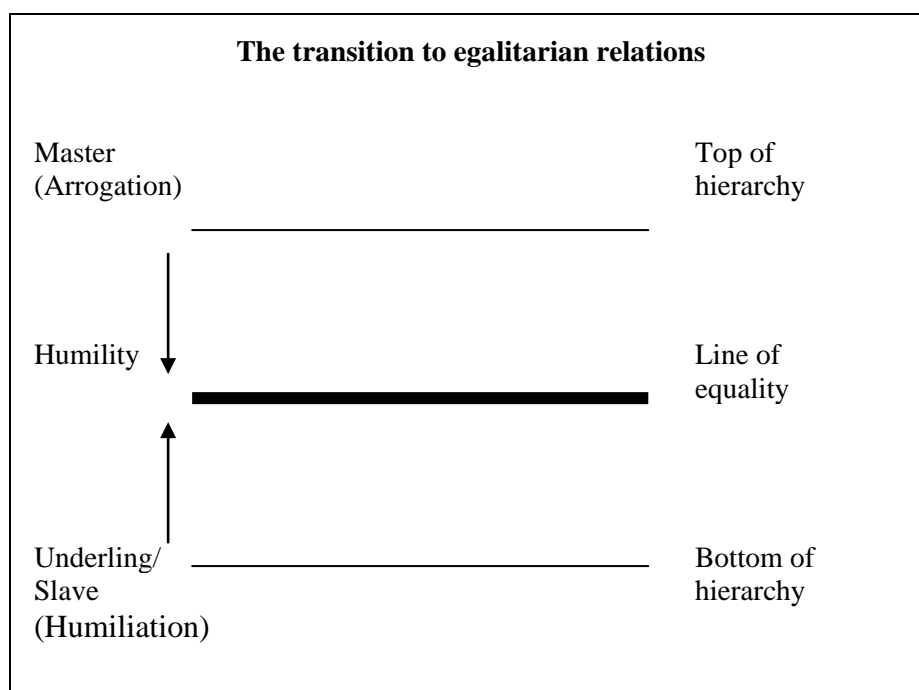 The transition to egalitarian relations
Master
(Arrogation)
Top of
hierarchy
Humility
Line of
equality
Underling/
Slave
(Humiliation)
Bottom of
hierarchy